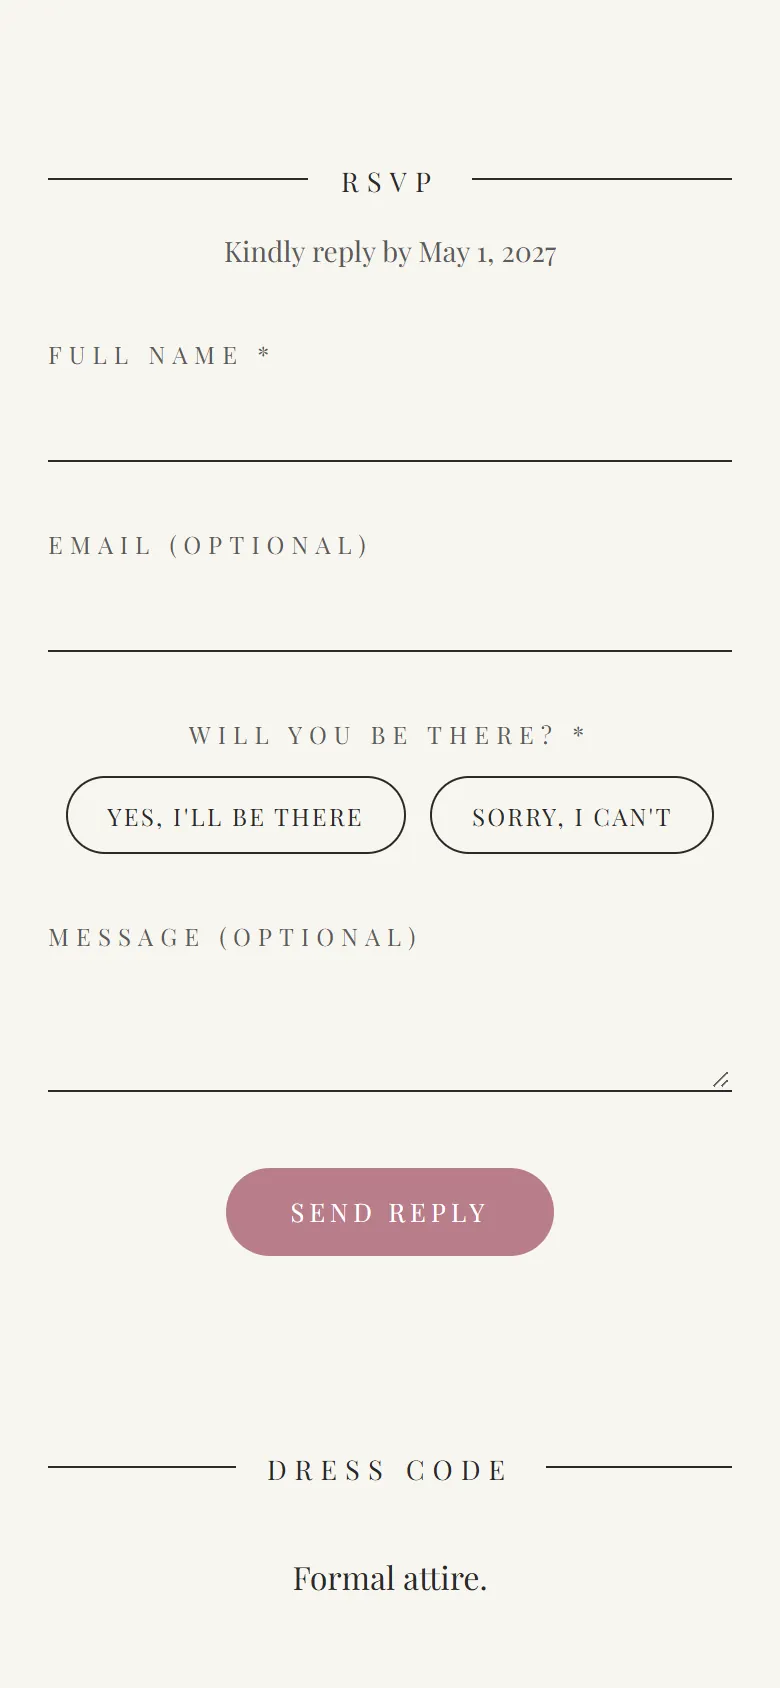 RSVP
Kindly reply by May 1, 2027
FULL NAME *
EMAIL (OPTIONAL)
WILL YOU BE THERE? *
YES, I'LL BE THERE
SORRY, I CAN'T
MESSAGE (OPTIONAL)
SEND REPLY
DRESS CODE
Formal attire.